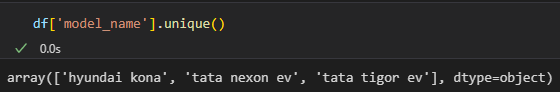 df['model_name'].unique()
0.0s
array(['hyundai kona', 'tata nexon ev', 'tata tigor ev'], dtype=object)